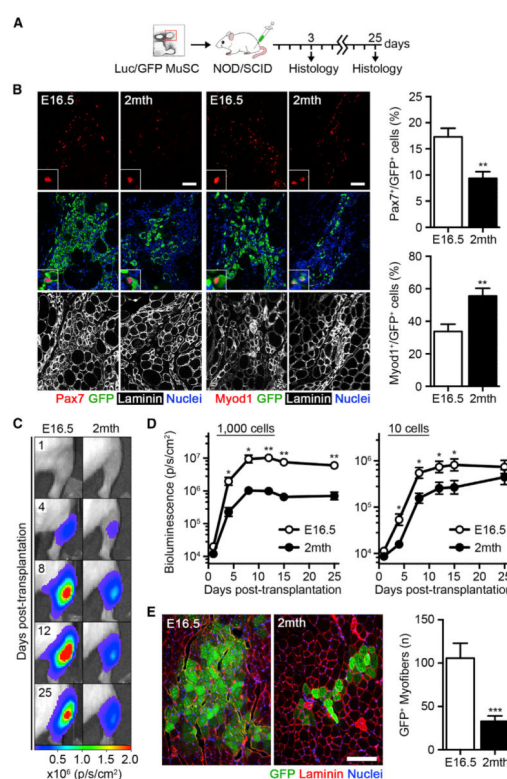 A
3
25 days
Luc/GFP MuSC
NOD/SCID
Histology
Histology
B
E16.5
2mth
E16.5
2mth
Pax7 GFP Laminin Nuclei
Myod1 GFP Laminin Nuclei
Pax7⁺/GFP⁺ cells (%)
25
20
15
10
5
0
**
E16.5
2mth
Myod1⁺/GFP⁺ cells (%)
80
60
40
20
0
**
E16.5
2mth
C
E16.5
2mth
Days post-transplantation
1
4
8
12
25
0.5 1.0 1.5 2.0
x10⁶ (p/s/cm²)
D
1,000 cells
Bioluminescence (p/s/cm²)
10⁷
10⁶
10⁵
10⁴
* * ** ** **
E16.5
2mth
0 5 10 15 20 25
Days post-transplantation
10 cells
10⁶
10⁵
10⁴
* * * *
E16.5
2mth
0 5 10 15 20 25
Days post-transplantation
E
E16.5
2mth
GFP Laminin Nuclei
GFP⁺ Myofibers (n)
150
100
50
0
***
E16.5
2mth